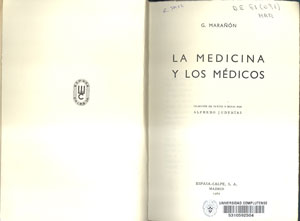 G. MARAÑÓN
LA MEDICINA
Y LOS MÉDICOS
ALFREDO JUDERÍAS
ESPASA-CALPE, S. A.
MADRID
UNIVERSIDAD COMPLUTENSE